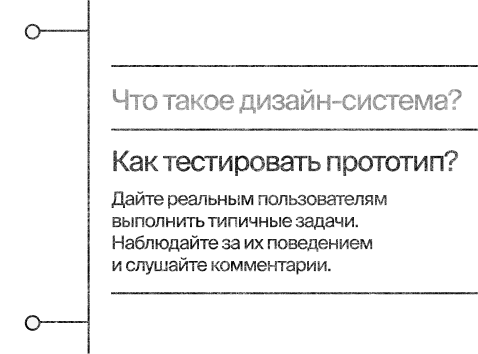 Что такое дизайн-система?
Как тестировать прототип?
Дайте реальным пользователям
выполнить типичные задачи.
Наблюдайте за их поведением
и слушайте комментарии.